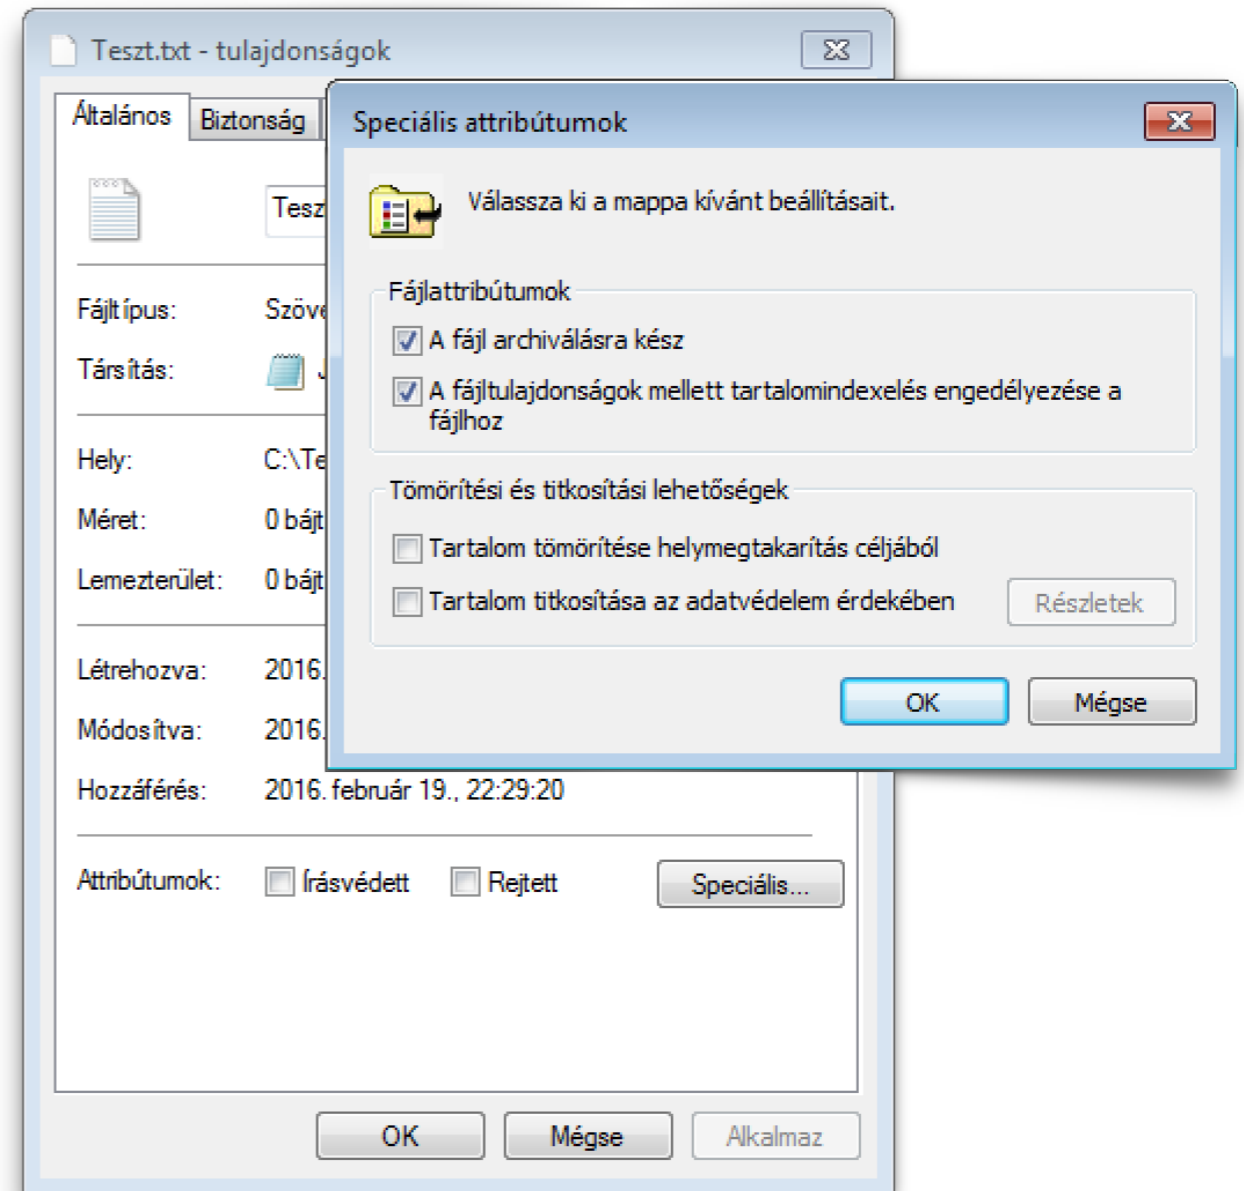 Teszt.txt - tulajdonságok
Általános
Biztonság
Speciális attribútumok
Válassza ki a mappa kívánt beállításait.
Fájlattribútumok
A fájl archiválásra kész
A fájltulajdonságok mellett tartalomindexelés engedélyezése a
fájlhoz
Tömörítési és titkosítási lehetőségek
Tartalom tömörítése helymegtakarítás céljából
Tartalom titkosítása az adatvédelem érdekében
Részletek
OK
Mégse
Fájltípus:
Társítás:
Hely: C:\Te
Méret: 0 bájt
Lemezterület: 0 bájt
Létrehozva: 2016.
Módosítva: 2016.
Hozzáférés: 2016. február 19., 22:29:20
Attribútumok: Írásvédett Rejtett Speciális...
OK Mégse Alkalmaz